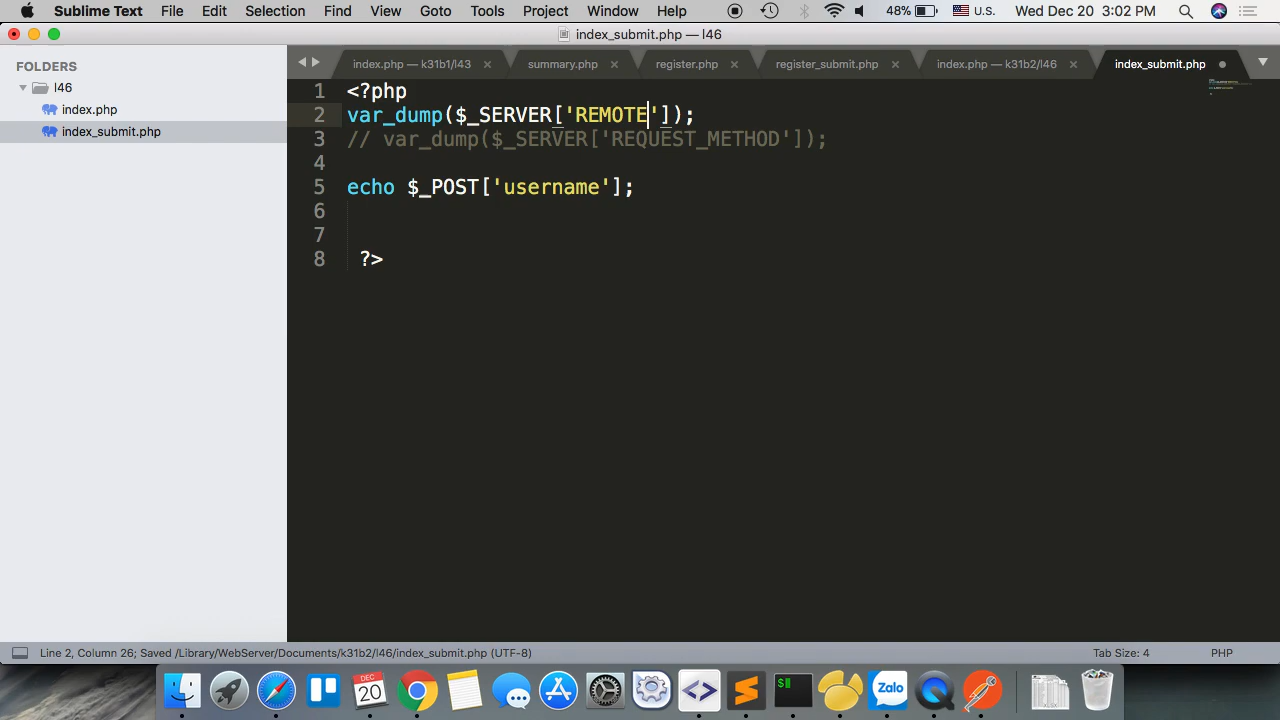 Sublime Text File Edit Selection Find View Goto Tools Project Window Help 48% U.S. Wed Dec 20 3:02 PM
index_submit.php — l46
FOLDERS
l46
index.php
index_submit.php
index.php — k31b1/l43 summary.php register.php register_submit.php index.php — k31b2/l46 index_submit.php
1 <?php
2 var_dump($_SERVER['REMOTE']);
3 // var_dump($_SERVER['REQUEST_METHOD']);
4
5 echo $_POST['username'];
6
7
8 ?>
Line 2, Column 26; Saved /Library/WebServer/Documents/k31b2/l46/index_submit.php (UTF-8) Tab Size: 4 PHP
DEC
20
Zalo